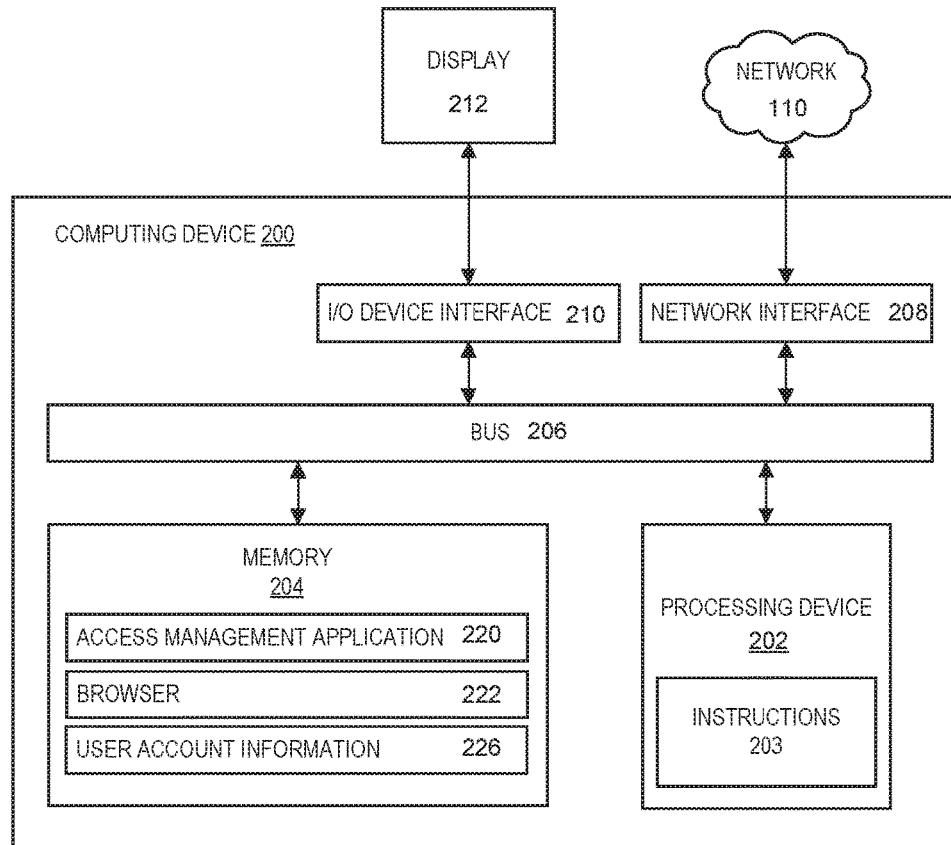 DISPLAY
212
NETWORK
110
COMPUTING DEVICE 200
I/O DEVICE INTERFACE 210
NETWORK INTERFACE 208
BUS 206
MEMORY
204
ACCESS MANAGEMENT APPLICATION 220
BROWSER 222
USER ACCOUNT INFORMATION 226
PROCESSING DEVICE
202
INSTRUCTIONS
203